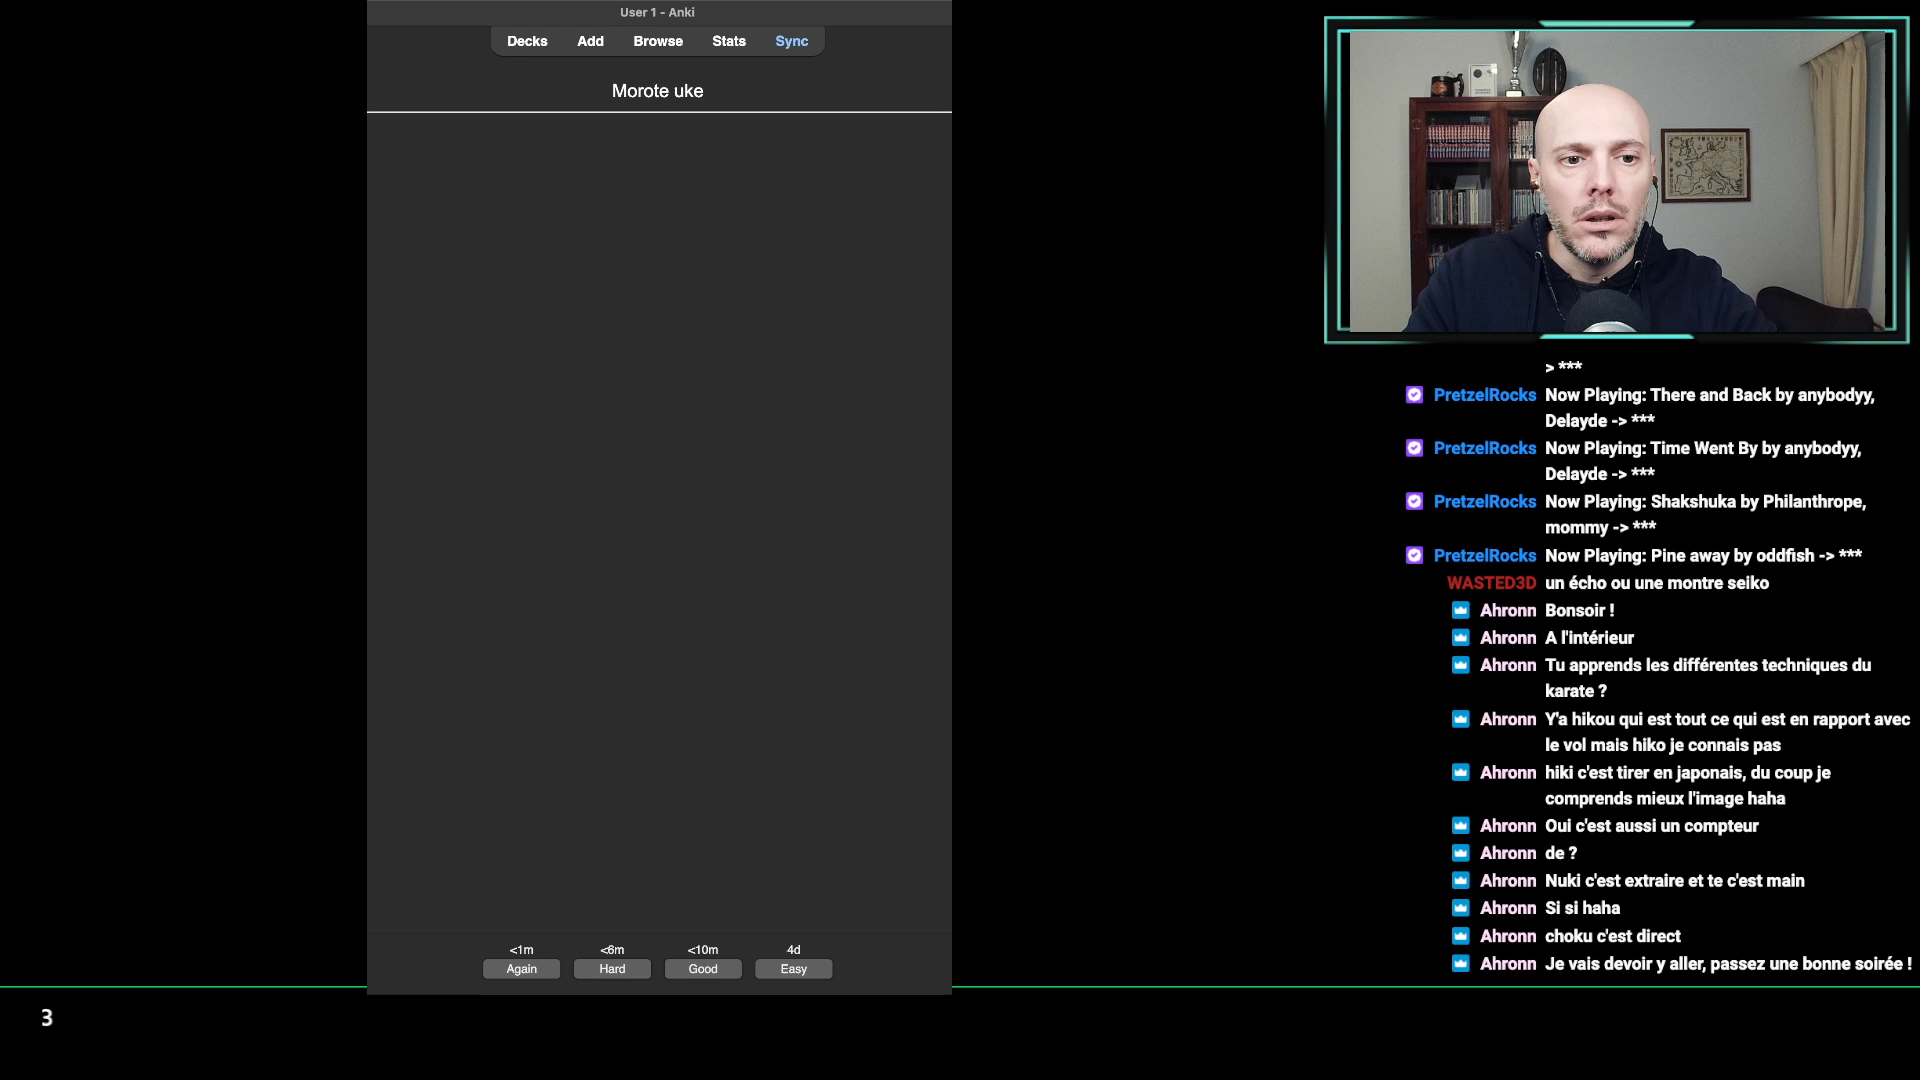 User 1 - Anki
Decks Add Browse Stats Sync
Morote uke
<1m <6m <10m 4d
Again Hard Good Easy
3
> ***
PretzelRocks Now Playing: There and Back by anybodyy,
Delayde -> ***
PretzelRocks Now Playing: Time Went By by anybodyy,
Delayde -> ***
PretzelRocks Now Playing: Shakshuka by Philanthrope,
mommy -> ***
PretzelRocks Now Playing: Pine away by oddfish -> ***
WASTED3D un écho ou une montre seiko
Ahronn Bonsoir !
Ahronn A l'intérieur
Ahronn Tu apprends les différentes techniques du
karate ?
Ahronn Y'a hikou qui est tout ce qui est en rapport avec
le vol mais hiko je connais pas
Ahronn hiki c'est tirer en japonais, du coup je
comprends mieux l'image haha
Ahronn Oui c'est aussi un compteur
Ahronn de ?
Ahronn Nuki c'est extraire et te c'est main
Ahronn Si si haha
Ahronn choku c'est direct
Ahronn Je vais devoir y aller, passez une bonne soirée !